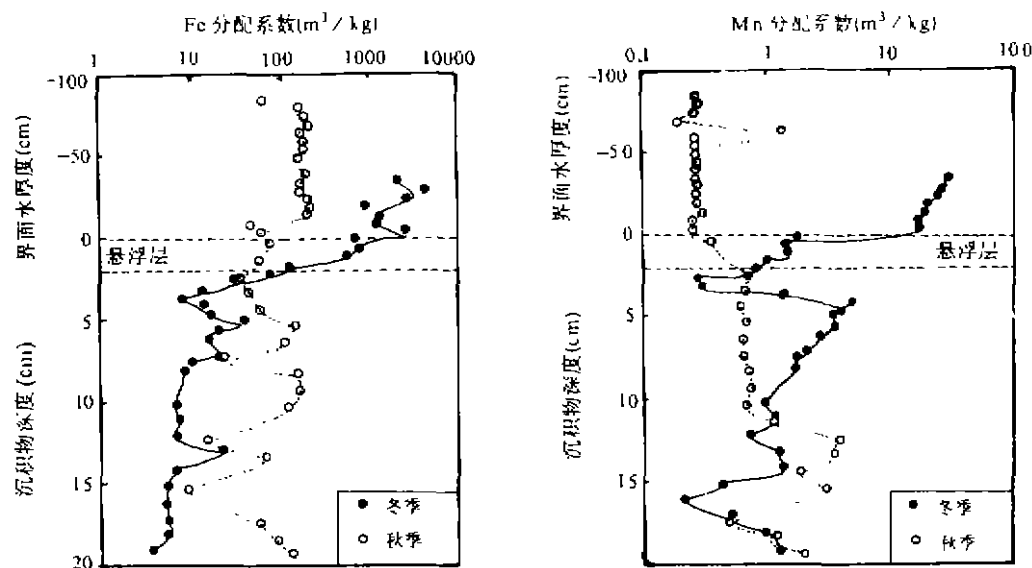 Fe 分配系数(m³/kg)
1 10 100 1000 10000
-100
-50
0
5
10
15
20
界面水厚度(cm)
沉积物深度(cm)
悬浮层
冬季
秋季
Mn 分配系数(m³/kg)
0.1 1 10 100
-100
-50
0
5
10
15
界面水厚度(cm)
沉积物深度(cm)
悬浮层
冬季
秋季